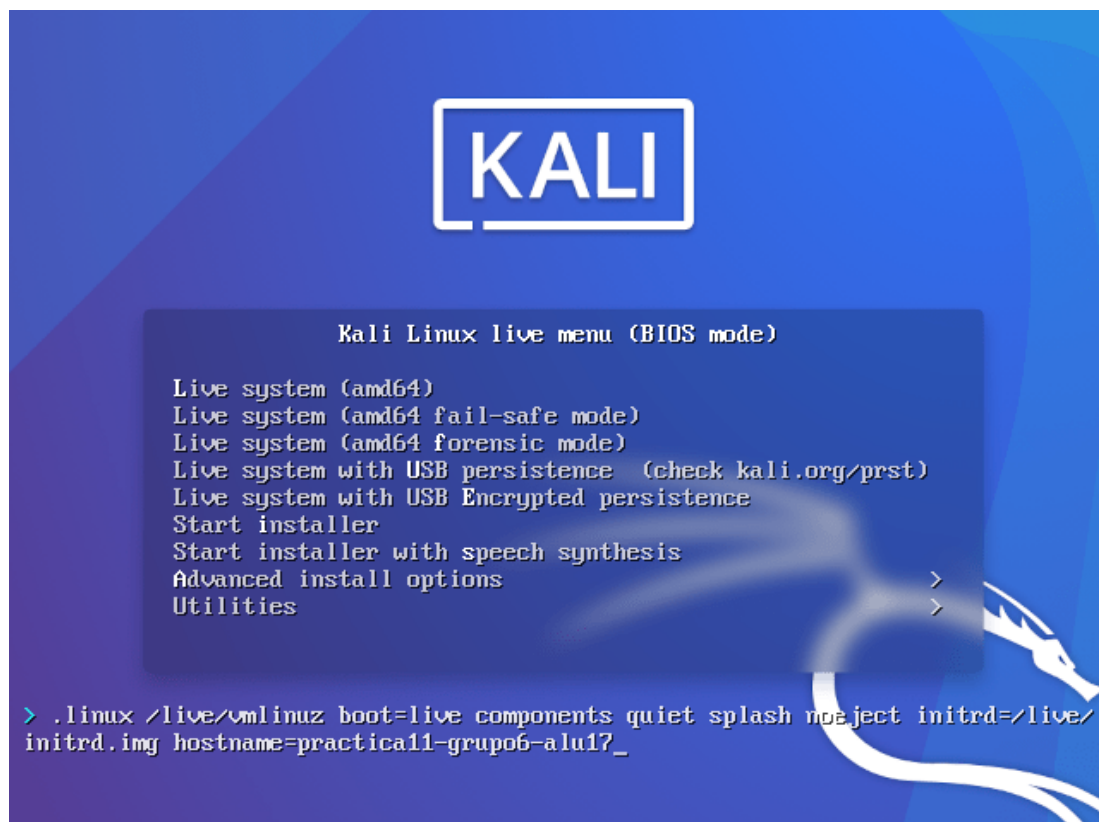 KALI
Kali Linux live menu (BIOS mode)
Live system (amd64)
Live system (amd64 fail-safe mode)
Live system (amd64 forensic mode)
Live system with USB persistence  (check kali.org/prst)
Live system with USB Encrypted persistence
Start installer
Start installer with speech synthesis
Advanced install options >
Utilities >
> .linux /live/vmlinuz boot=live components quiet splash noeject initrd=/live/
initrd.img hostname=practica11-grupo6-alu17_